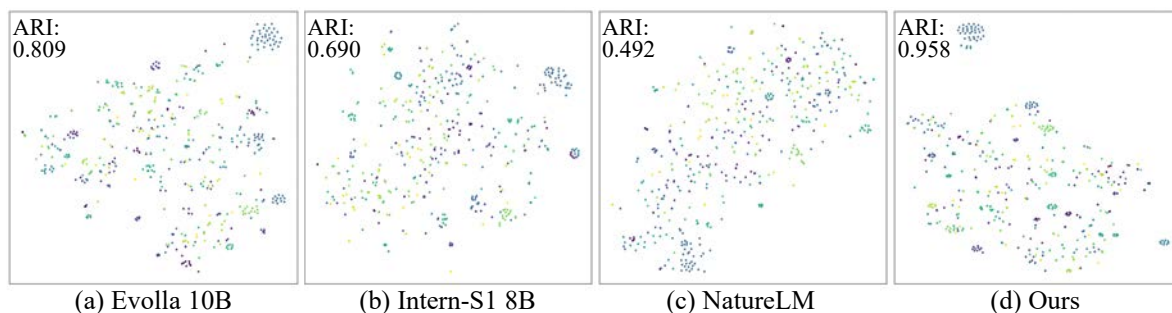 ARI:
0.809
ARI:
0.690
ARI:
0.492
ARI:
0.958
(a) Evolla 10B
(b) Intern-S1 8B
(c) NatureLM
(d) Ours